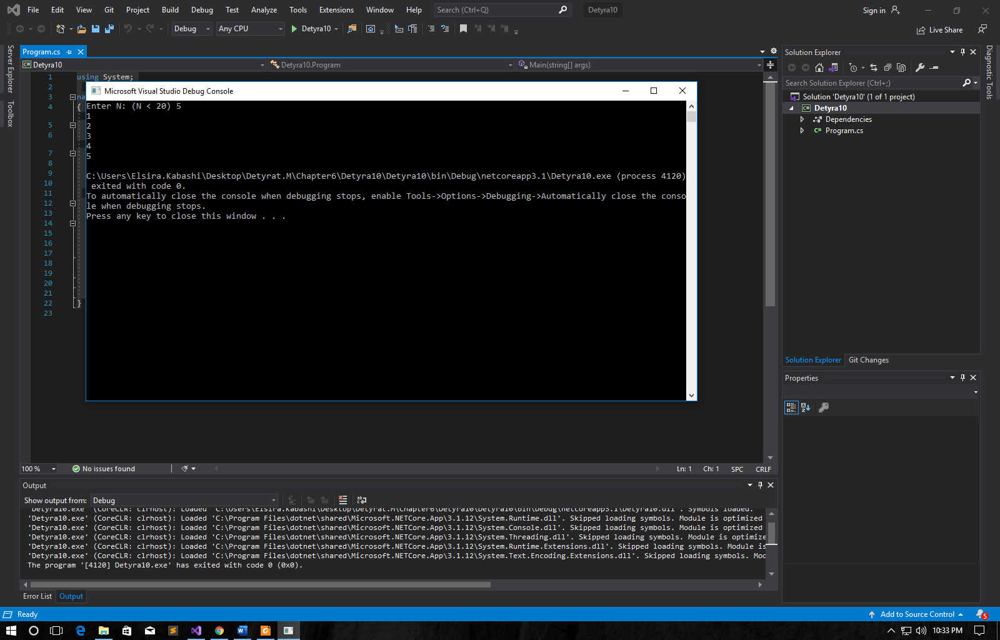 File Edit View Git Project Build Debug Test Analyze Tools Extensions Window Help Search (Ctrl+Q) Detyra10 Sign in
Debug Any CPU Detyra10 Live Share
Server Explorer
Toolbox
Program.cs
Detyra10 Detyra10.Program Main(string[] args)
1 using System;
2
3 na
4 {
5
6
7
8
9
10
11
12
13
14
15
16
17
18
19
20
21
22 }
23
Microsoft Visual Studio Debug Console
Enter N: (N < 20) 5
1
2
3
4
5
C:\Users\Elsira.Kabashi\Desktop\Detyrat.M\Chapter6\Detyra10\Detyra10\bin\Debug\netcoreapp3.1\Detyra10.exe (process 4120)
exited with code 0.
To automatically close the console when debugging stops, enable Tools->Options->Debugging->Automatically close the conso
le when debugging stops.
Press any key to close this window . . .
100 % No issues found Ln: 1 Ch: 1 SPC CRLF
Output
Show output from: Debug
'Detyra10.exe' (CoreCLR: clrhost): Loaded 'C:\Users\Elsira.Kabashi\Desktop\Detyrat.M\Chapter6\Detyra10\Detyra10\bin\Debug\netcoreapp3.1\Detyra10.dll'. Symbols loaded.
'Detyra10.exe' (CoreCLR: clrhost): Loaded 'C:\Program Files\dotnet\shared\Microsoft.NETCore.App\3.1.12\System.Runtime.dll'. Skipped loading symbols. Module is optimized
'Detyra10.exe' (CoreCLR: clrhost): Loaded 'C:\Program Files\dotnet\shared\Microsoft.NETCore.App\3.1.12\System.Console.dll'. Skipped loading symbols. Module is optimized
'Detyra10.exe' (CoreCLR: clrhost): Loaded 'C:\Program Files\dotnet\shared\Microsoft.NETCore.App\3.1.12\System.Threading.dll'. Skipped loading symbols. Module is optimize
'Detyra10.exe' (CoreCLR: clrhost): Loaded 'C:\Program Files\dotnet\shared\Microsoft.NETCore.App\3.1.12\System.Runtime.Extensions.dll'. Skipped loading symbols. Module is
'Detyra10.exe' (CoreCLR: clrhost): Loaded 'C:\Program Files\dotnet\shared\Microsoft.NETCore.App\3.1.12\System.Text.Encoding.Extensions.dll'. Skipped loading symbols. Mod
The program '[4120] Detyra10.exe' has exited with code 0 (0x0).
Error List Output
Solution Explorer
Search Solution Explorer (Ctrl+;)
Solution 'Detyra10' (1 of 1 project)
C# Detyra10
Dependencies
C# Program.cs
Solution Explorer Git Changes
Properties
Diagnostic Tools
Ready Add to Source Control 5
10:33 PM